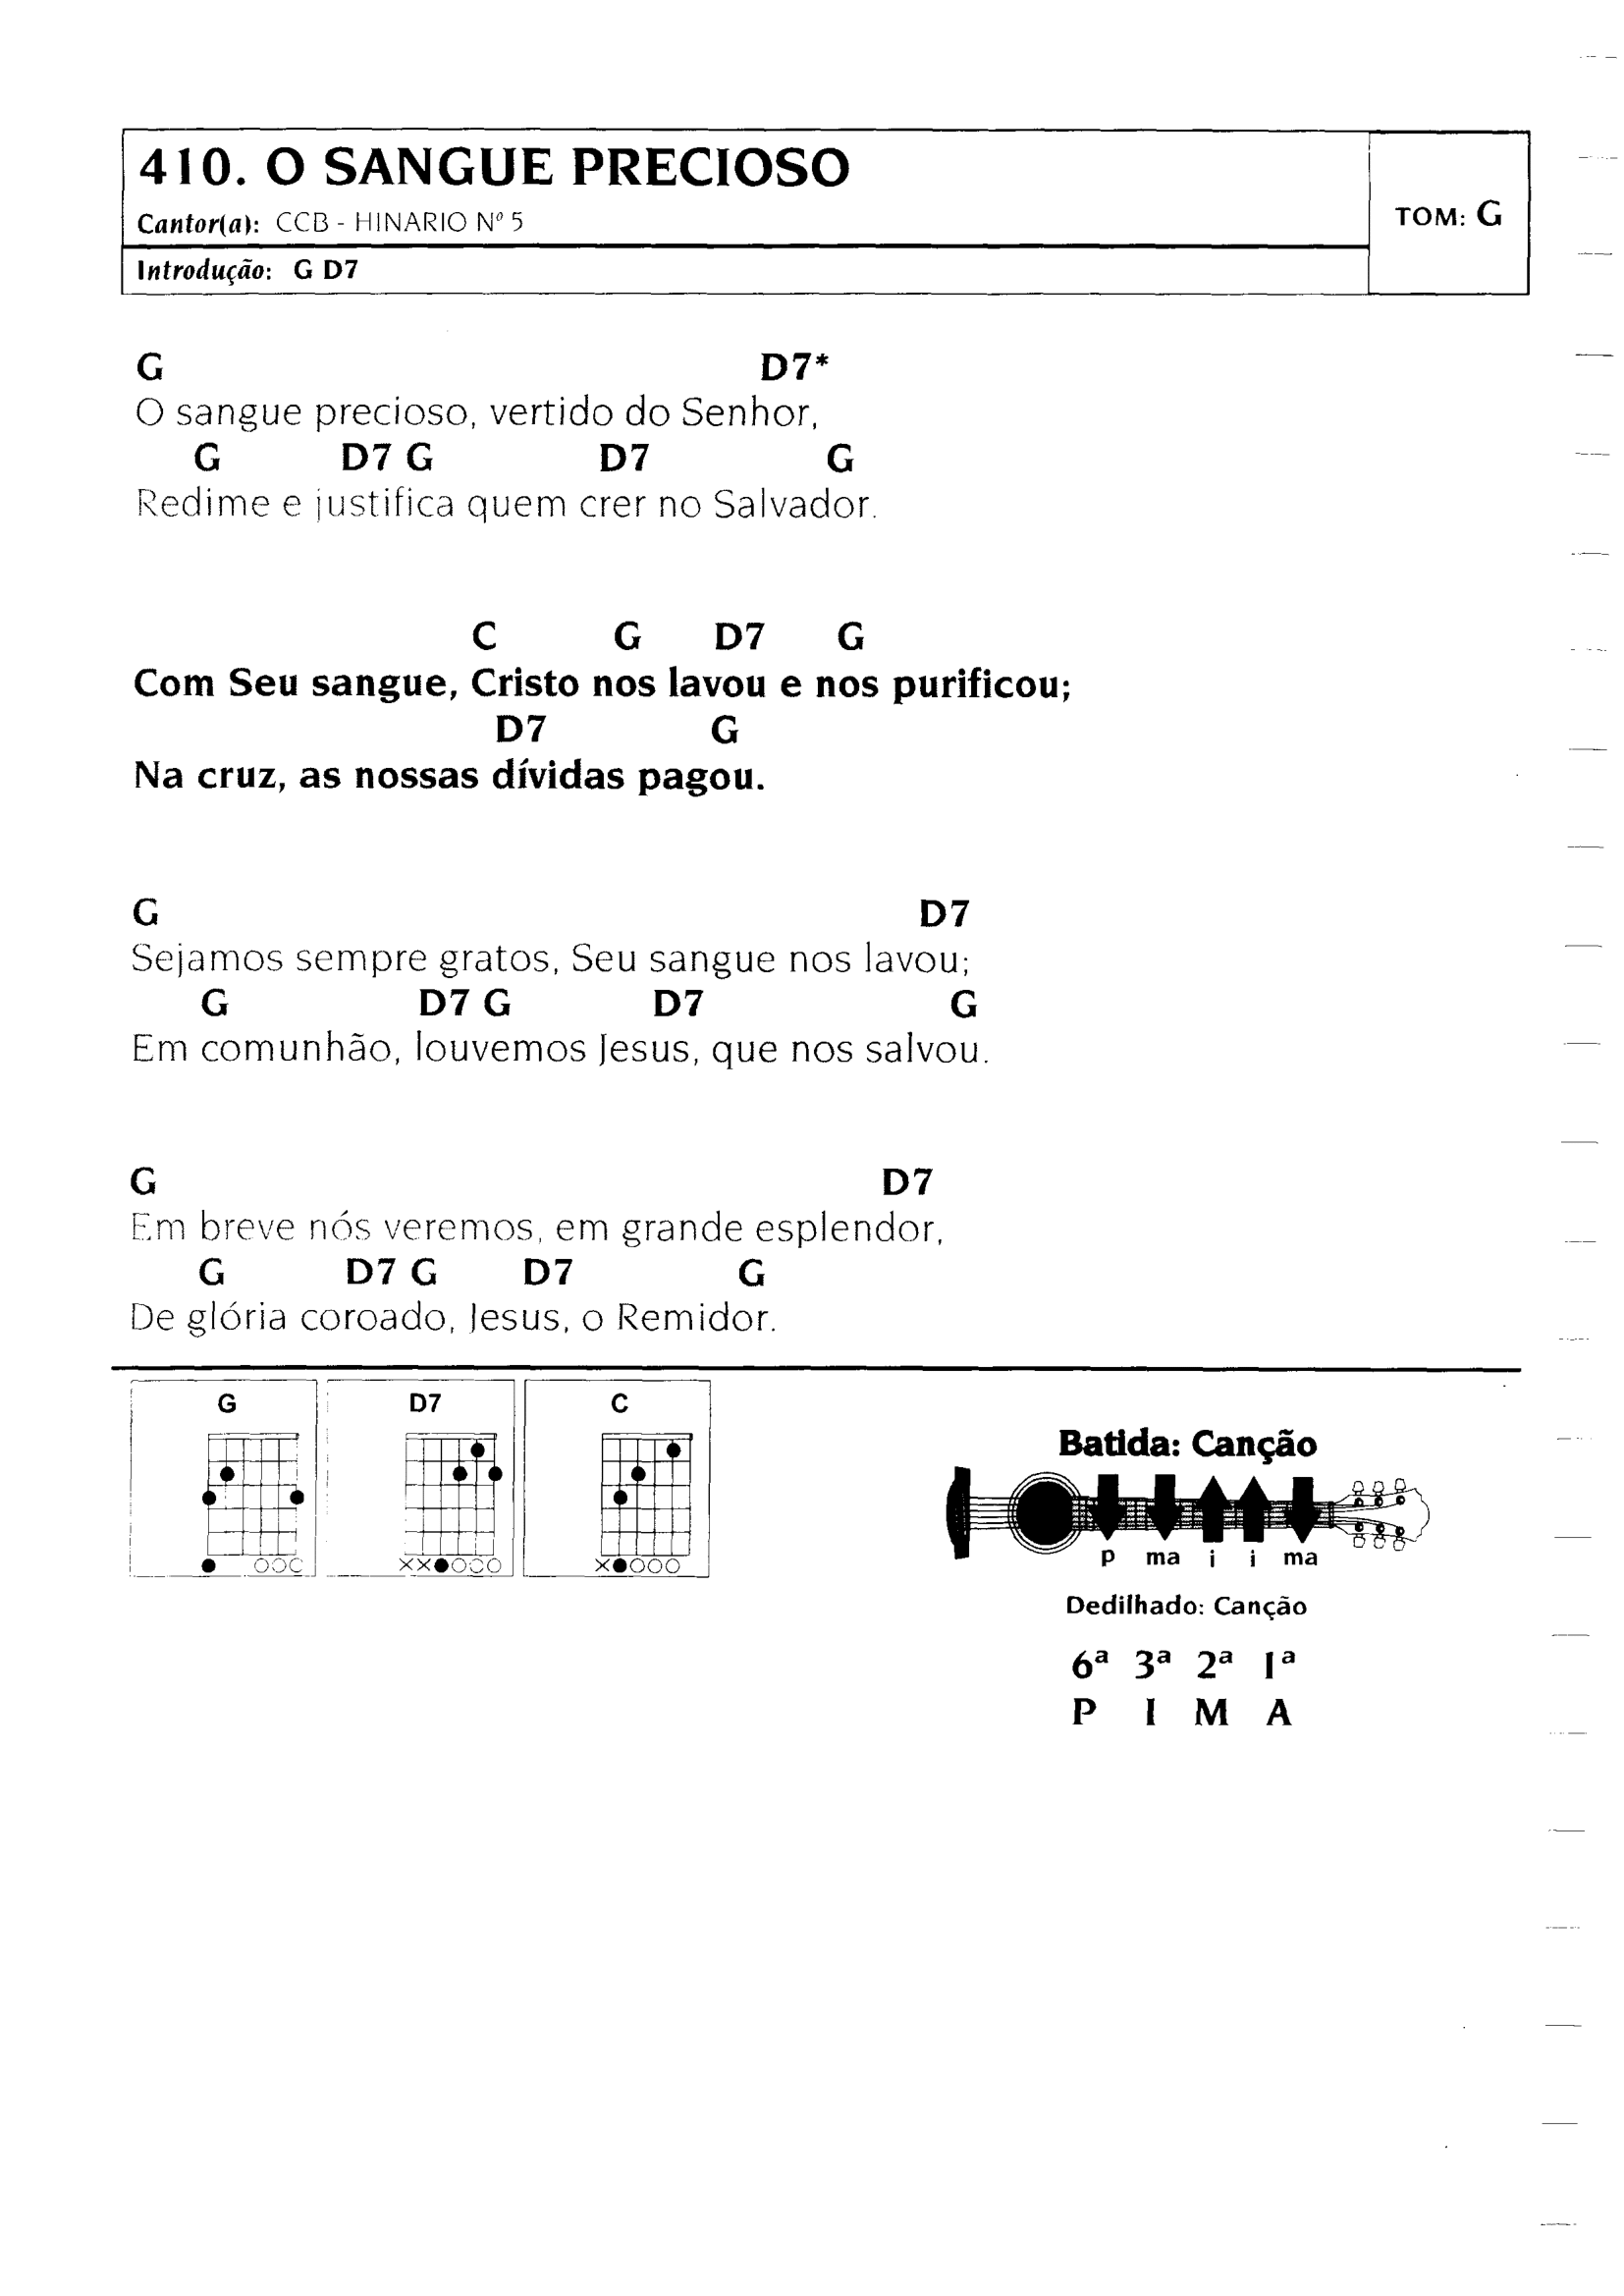 410. O SANGUE PRECIOSO
Cantor(a): CCB - HINARIO Nº 5
TOM: G
Introdução: G D7
G D7*
O sangue precioso, vertido do Senhor,
G D7 G D7 G
Redime e justifica quem crer no Salvador.
C G D7 G
Com Seu sangue, Cristo nos lavou e nos purificou;
D7 G
Na cruz, as nossas dívidas pagou.
G D7
Sejamos sempre gratos, Seu sangue nos lavou;
G D7 G D7 G
Em comunhão, louvemos Jesus, que nos salvou.
G D7
Em breve nós veremos, em grande esplendor,
G D7 G D7 G
De glória coroado, Jesus, o Remidor.
G D7 C
Batida: Canção
p ma i i ma
Dedilhado: Canção
6ª 3ª 2ª 1ª
P I M A